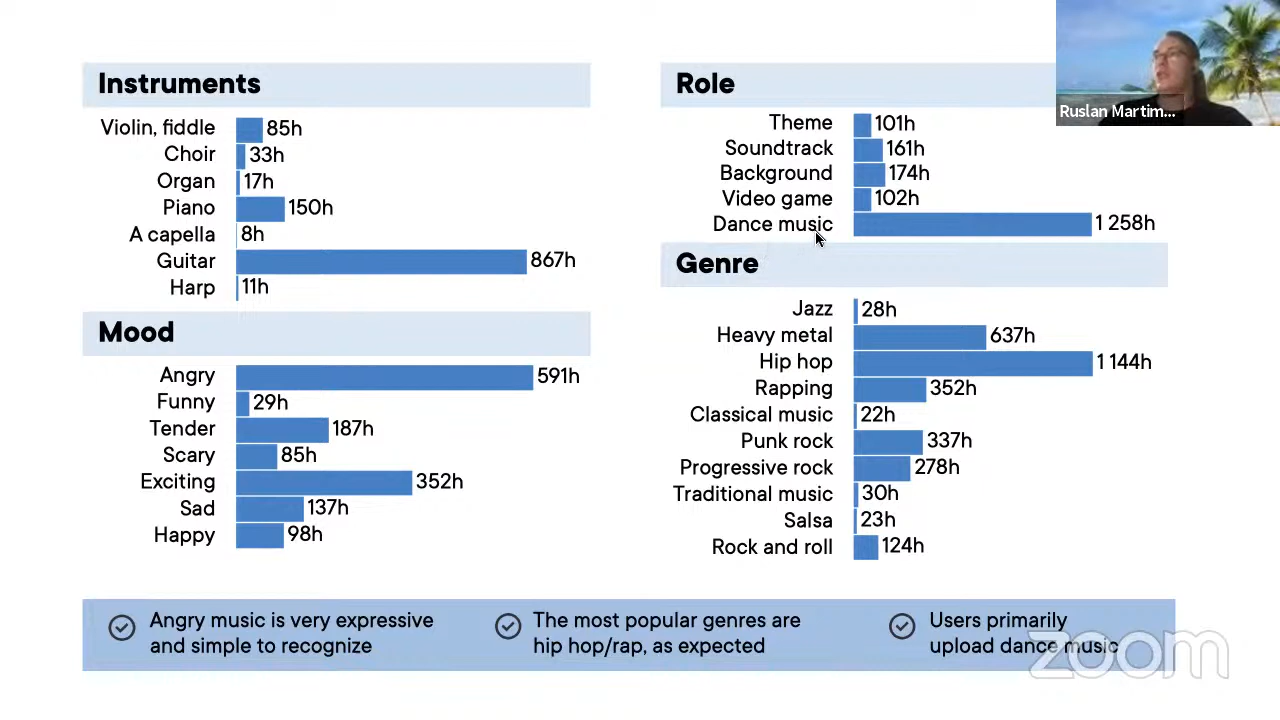 Instruments
Violin, fiddle 85h
Choir 33h
Organ 17h
Piano 150h
A capella 8h
Guitar 867h
Harp 11h
Mood
Angry 591h
Funny 29h
Tender 187h
Scary 85h
Exciting 352h
Sad 137h
Happy 98h
Role
Theme 101h
Soundtrack 161h
Background 174h
Video game 102h
Dance music 1 258h
Genre
Jazz 28h
Heavy metal 637h
Hip hop 1 144h
Rapping 352h
Classical music 22h
Punk rock 337h
Progressive rock 278h
Traditional music 30h
Salsa 23h
Rock and roll 124h
Angry music is very expressive
and simple to recognize
The most popular genres are
hip hop/rap, as expected
Users primarily
upload dance music
Ruslan Martim...
zoom